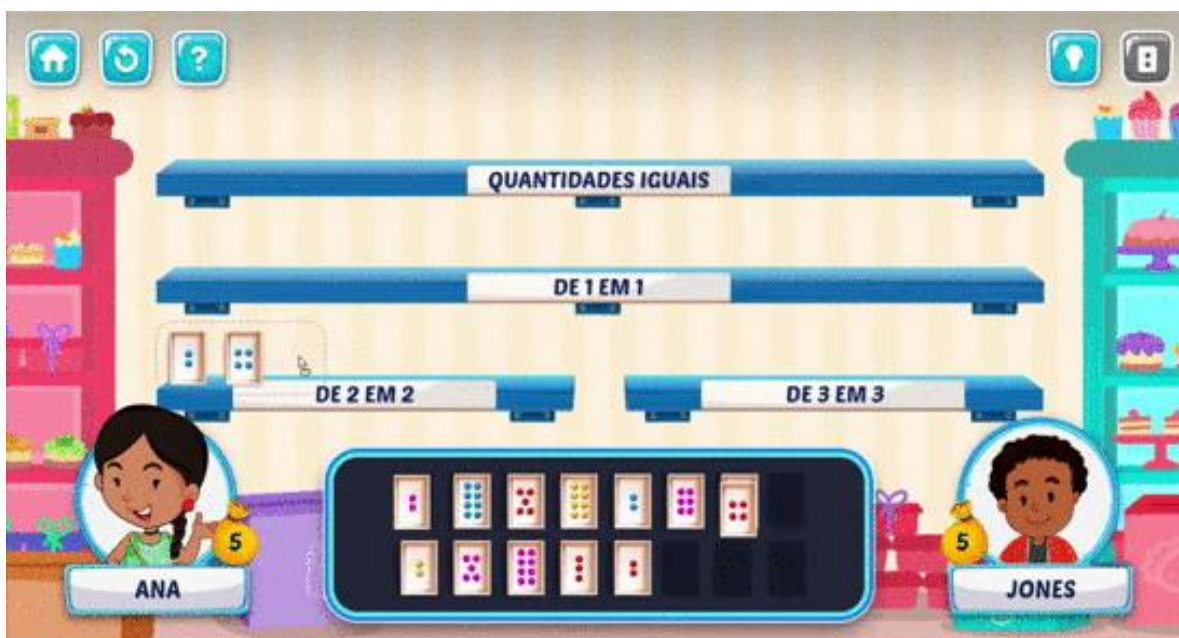 ?
QUANTIDADES IGUAIS
DE 1 EM 1
DE 2 EM 2
DE 3 EM 3
5
5
ANA
JONES